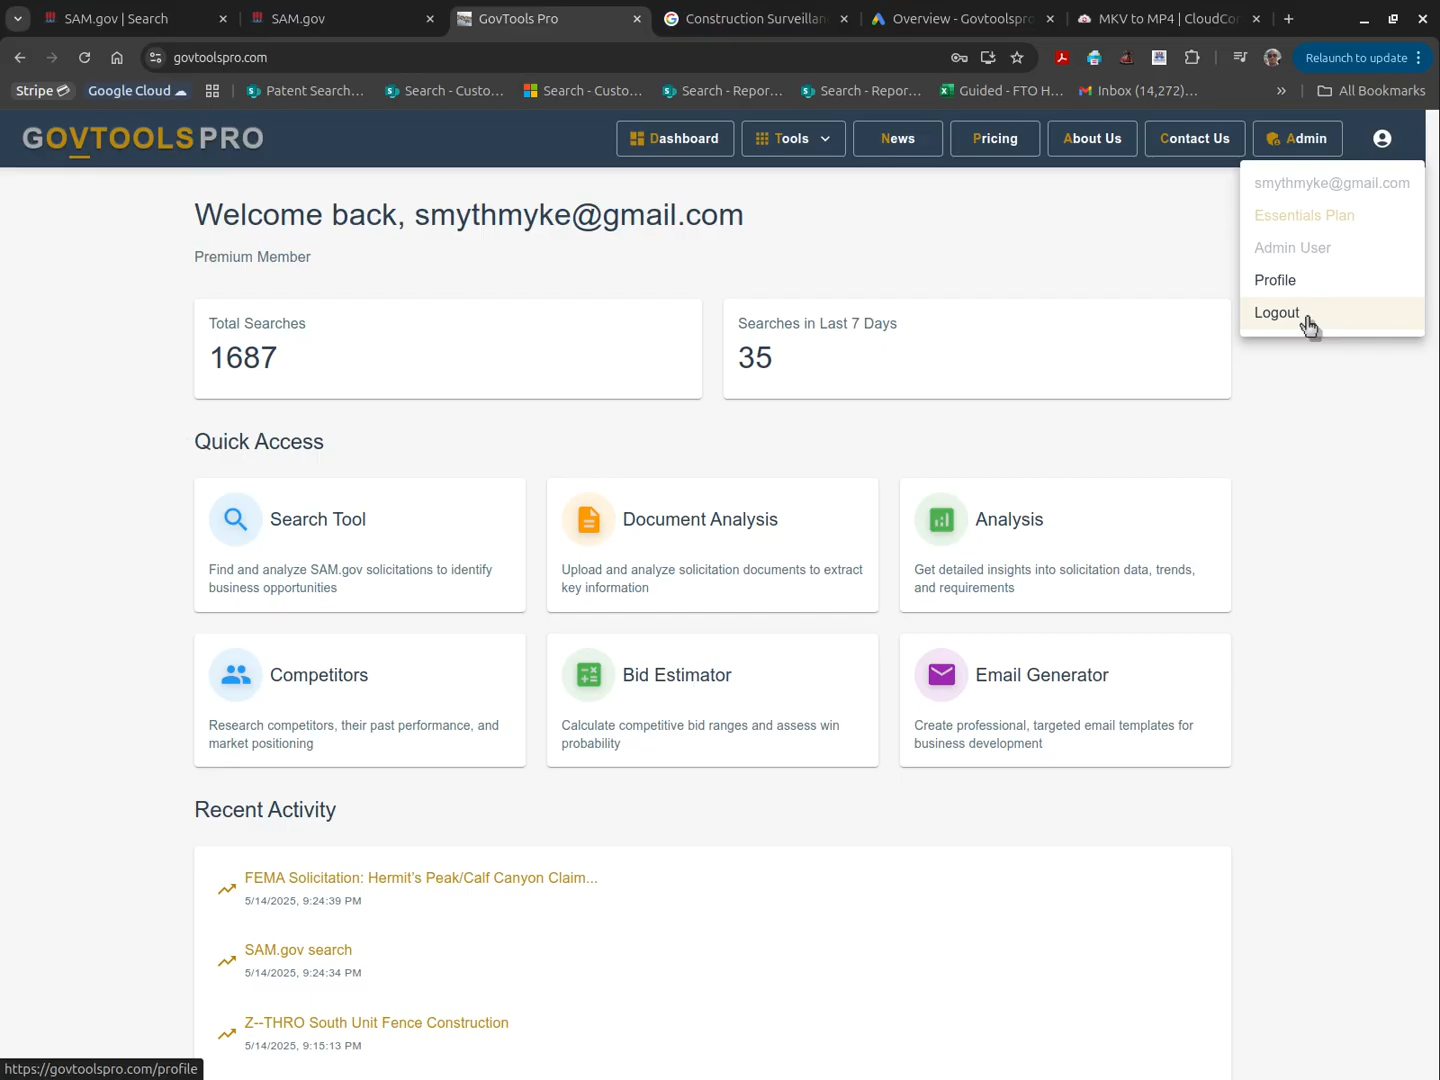 SAM.gov | Search
SAM.gov
GovTools Pro
Construction Surveillan
Overview - Govtoolspro
MKV to MP4 | CloudCon
govtoolspro.com
Relaunch to update
Stripe
Google Cloud
Patent Search...
Search - Custo...
Search - Custo...
Search - Repor...
Search - Repor...
Guided - FTO H...
Inbox (14,272)...
»
All Bookmarks
GOVTOOLSPRO
Dashboard
Tools
News
Pricing
About Us
Contact Us
Admin
smythmyke@gmail.com
Essentials Plan
Admin User
Profile
Logout
Welcome back, smythmyke@gmail.com
Premium Member
Total Searches
1687
Searches in Last 7 Days
35
Quick Access
Search Tool
Find and analyze SAM.gov solicitations to identify
business opportunities
Document Analysis
Upload and analyze solicitation documents to extract
key information
Analysis
Get detailed insights into solicitation data, trends,
and requirements
Competitors
Research competitors, their past performance, and
market positioning
Bid Estimator
Calculate competitive bid ranges and assess win
probability
Email Generator
Create professional, targeted email templates for
business development
Recent Activity
FEMA Solicitation: Hermit's Peak/Calf Canyon Claim...
5/14/2025, 9:24:39 PM
SAM.gov search
5/14/2025, 9:24:34 PM
Z--THRO South Unit Fence Construction
5/14/2025, 9:15:13 PM
https://govtoolspro.com/profile